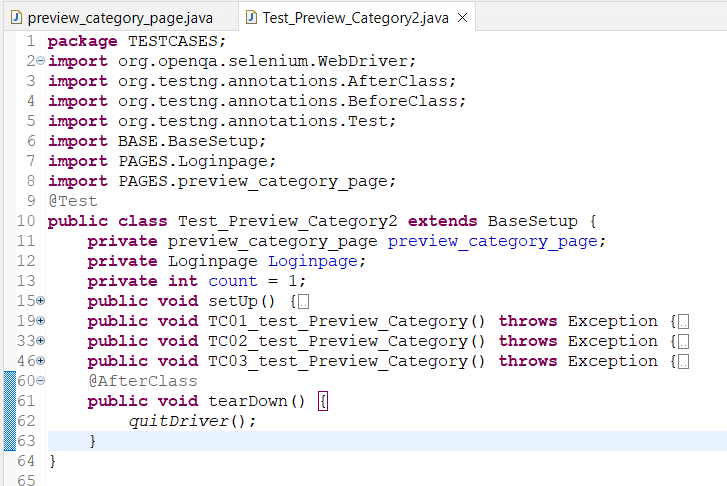 preview_category_page.java Test_Preview_Category2.java
1 package TESTCASES;
2 import org.openqa.selenium.WebDriver;
3 import org.testng.annotations.AfterClass;
4 import org.testng.annotations.BeforeClass;
5 import org.testng.annotations.Test;
6 import BASE.BaseSetup;
7 import PAGES.Loginpage;
8 import PAGES.preview_category_page;
9 @Test
10 public class Test_Preview_Category2 extends BaseSetup {
11     private preview_category_page preview_category_page;
12     private Loginpage Loginpage;
13     private int count = 1;
15     public void setUp() {..
19     public void TC01_test_Preview_Category() throws Exception {..
33     public void TC02_test_Preview_Category() throws Exception {..
46     public void TC03_test_Preview_Category() throws Exception {..
60     @AfterClass
61     public void tearDown() {
62         quitDriver();
63     }
64 }
65